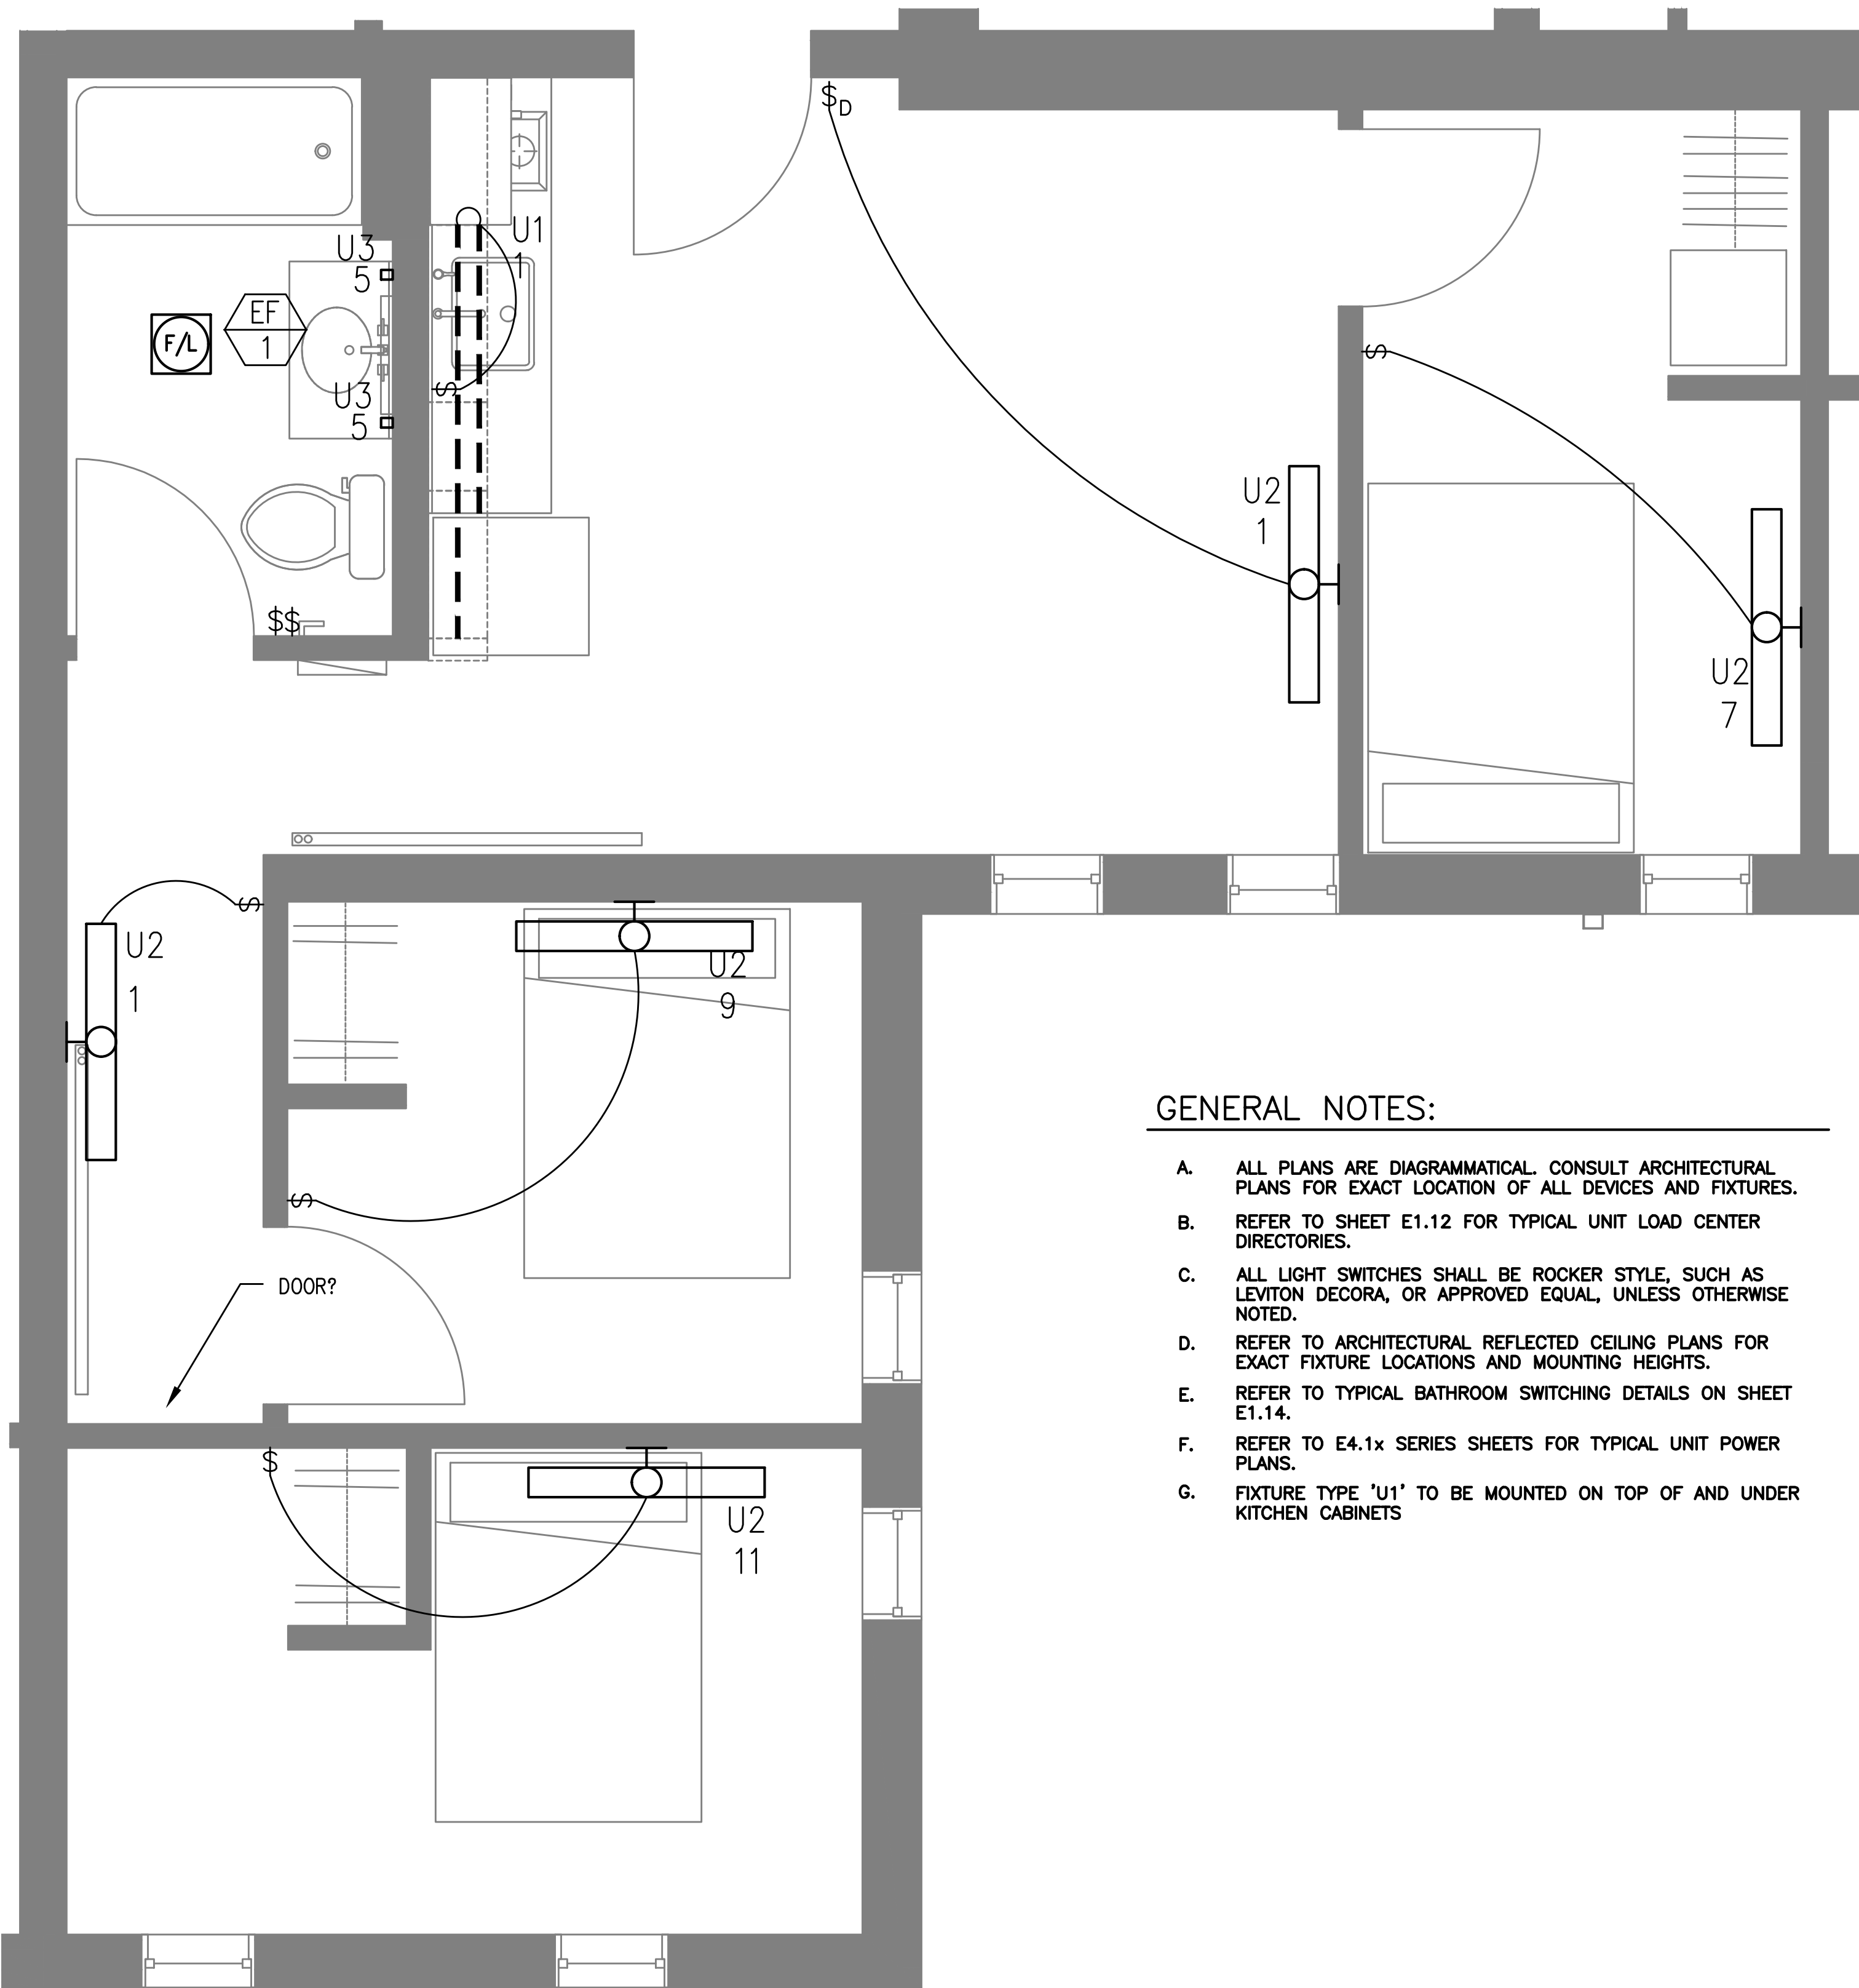 $D
U1
1
U3
5
EF
1
F/L
U3
5
$
$
U2
1
U2
7
$$
$
U2
1
U2
9
$
DOOR?
$
U2
11
GENERAL NOTES:
A. ALL PLANS ARE DIAGRAMMATICAL. CONSULT ARCHITECTURAL
PLANS FOR EXACT LOCATION OF ALL DEVICES AND FIXTURES.
B. REFER TO SHEET E1.12 FOR TYPICAL UNIT LOAD CENTER
DIRECTORIES.
C. ALL LIGHT SWITCHES SHALL BE ROCKER STYLE, SUCH AS
LEVITON DECORA, OR APPROVED EQUAL, UNLESS OTHERWISE
NOTED.
D. REFER TO ARCHITECTURAL REFLECTED CEILING PLANS FOR
EXACT FIXTURE LOCATIONS AND MOUNTING HEIGHTS.
E. REFER TO TYPICAL BATHROOM SWITCHING DETAILS ON SHEET
E1.14.
F. REFER TO E4.1x SERIES SHEETS FOR TYPICAL UNIT POWER
PLANS.
G. FIXTURE TYPE 'U1' TO BE MOUNTED ON TOP OF AND UNDER
KITCHEN CABINETS